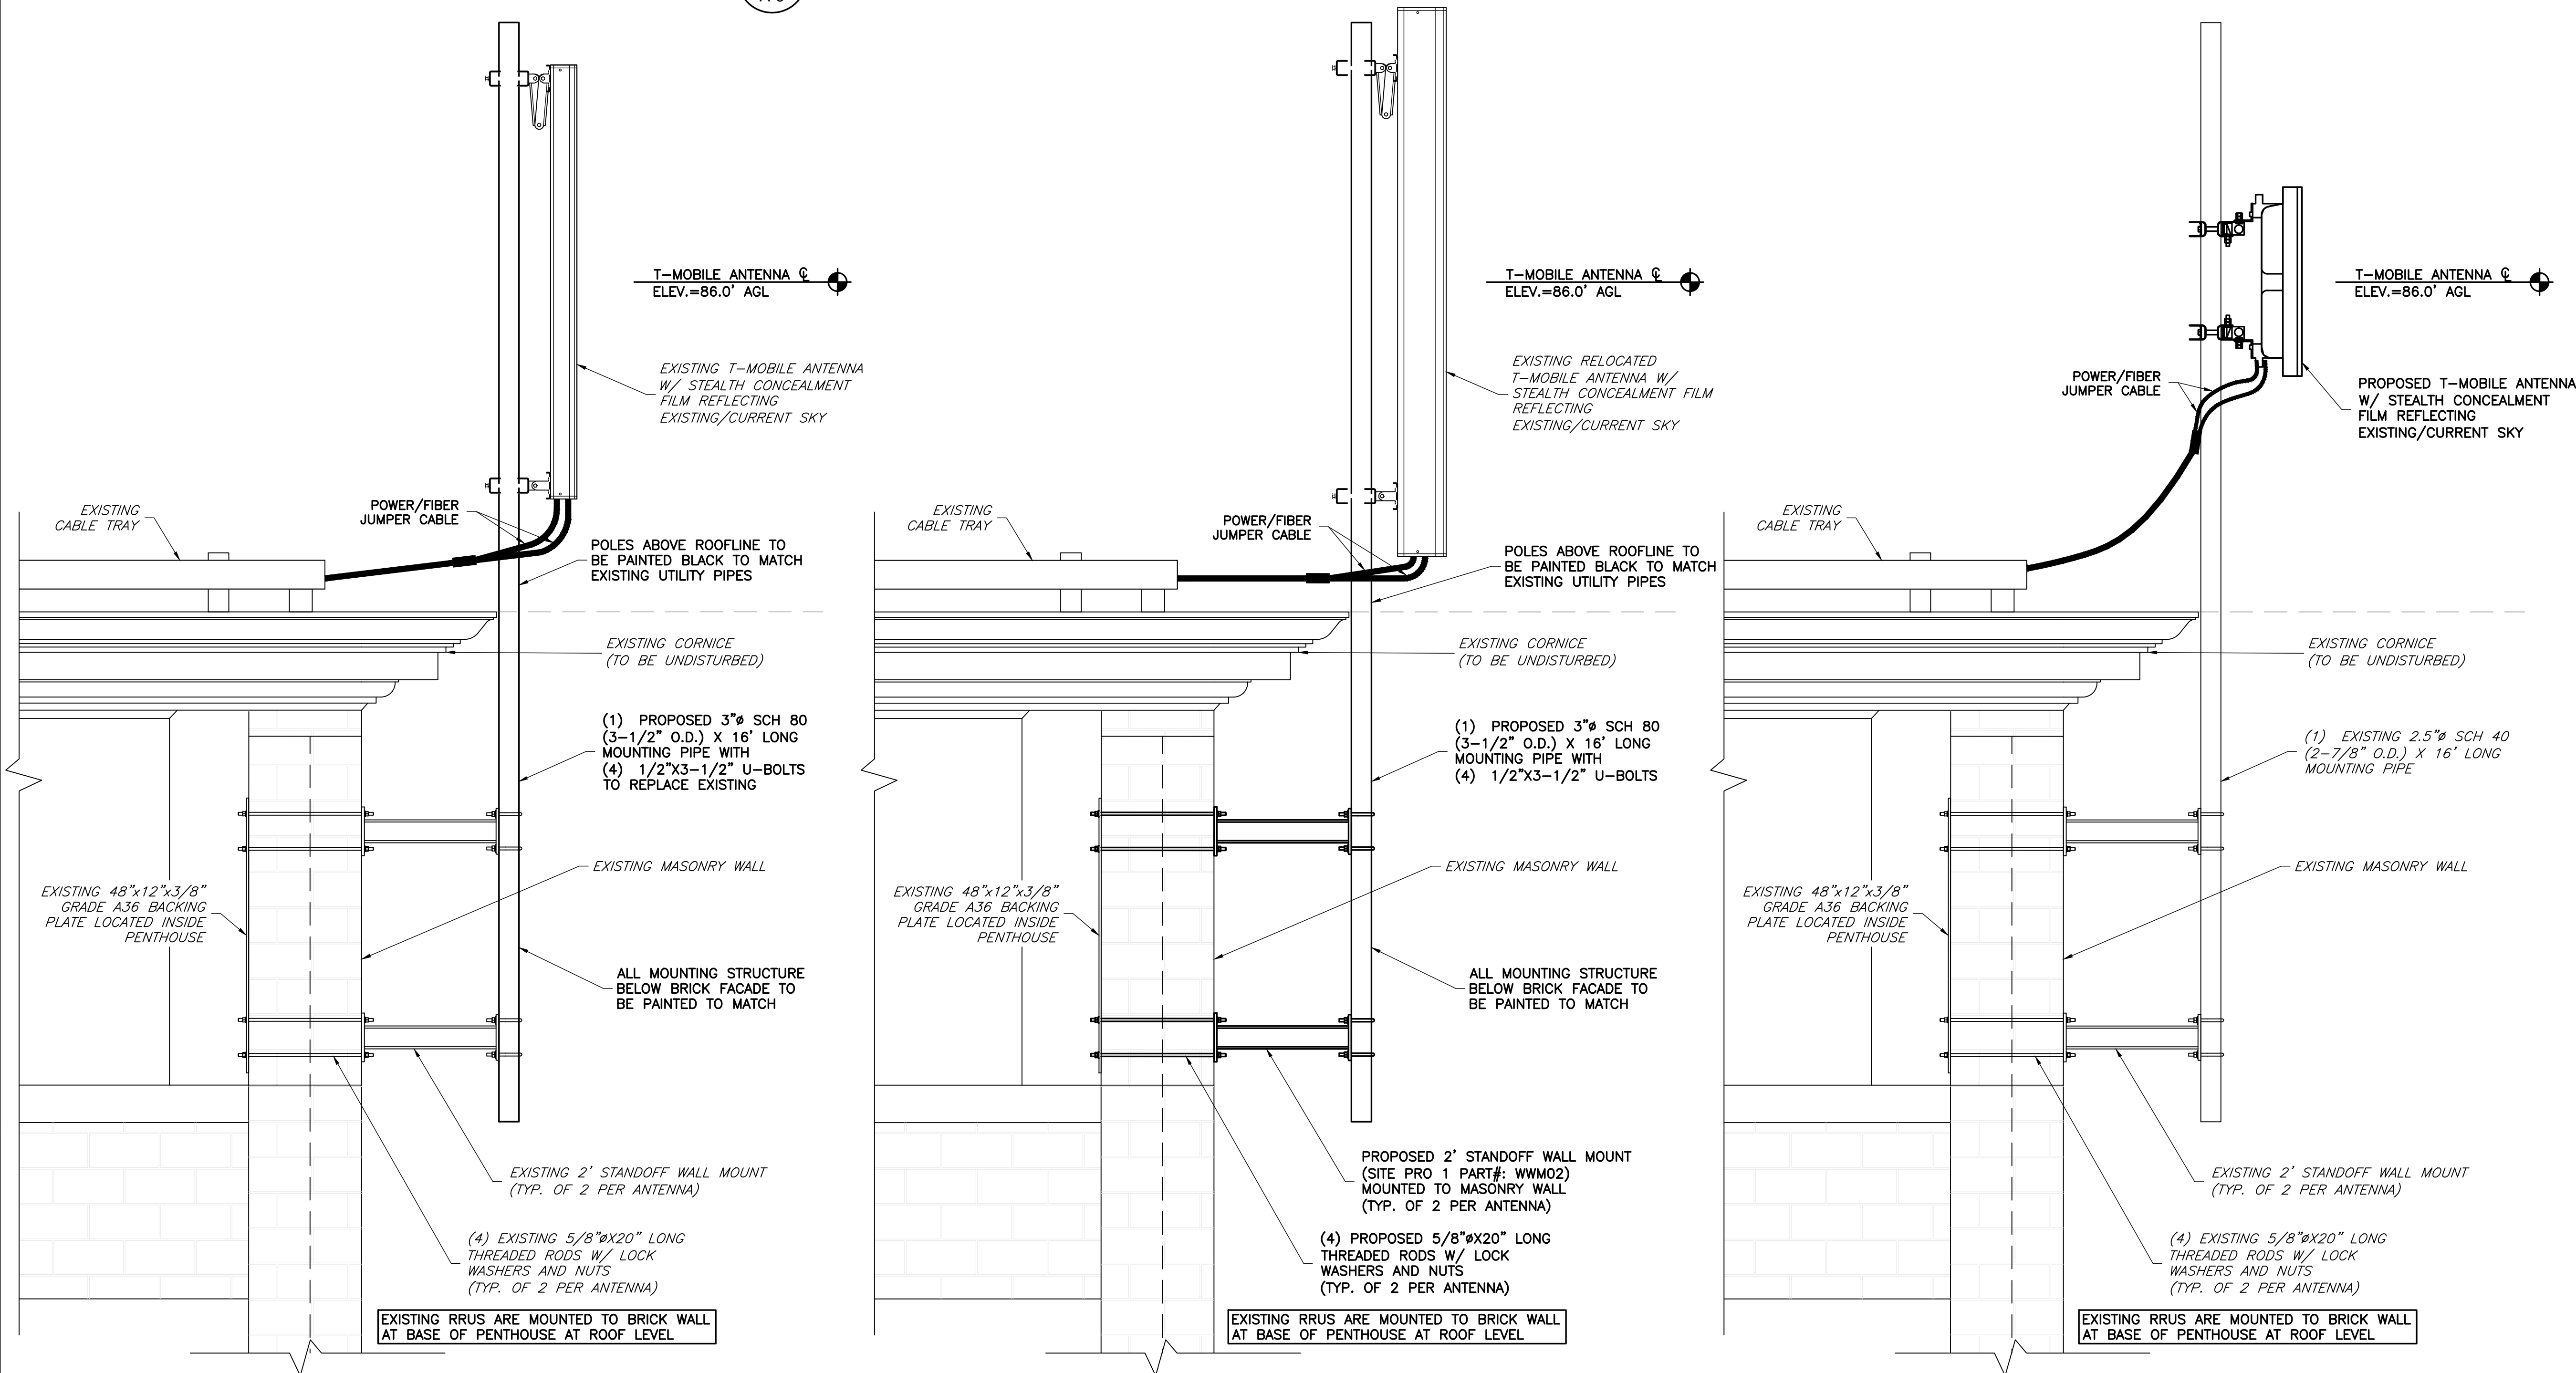 T-MOBILE ANTENNA ℄
ELEV.=86.0' AGL
EXISTING T-MOBILE ANTENNA
W/ STEALTH CONCEALMENT
FILM REFLECTING
EXISTING/CURRENT SKY
EXISTING
CABLE TRAY
POWER/FIBER
JUMPER CABLE
POLES ABOVE ROOFLINE TO
BE PAINTED BLACK TO MATCH
EXISTING UTILITY PIPES
EXISTING CORNICE
(TO BE UNDISTURBED)
(1) PROPOSED 3"ø SCH 80
(3-1/2" O.D.) X 16' LONG
MOUNTING PIPE WITH
(4) 1/2"X3-1/2" U-BOLTS
TO REPLACE EXISTING
EXISTING MASONRY WALL
EXISTING 48"x12"x3/8"
GRADE A36 BACKING
PLATE LOCATED INSIDE
PENTHOUSE
ALL MOUNTING STRUCTURE
BELOW BRICK FACADE TO
BE PAINTED TO MATCH
EXISTING 2' STANDOFF WALL MOUNT
(TYP. OF 2 PER ANTENNA)
(4) EXISTING 5/8"øX20" LONG
THREADED RODS W/ LOCK
WASHERS AND NUTS
(TYP. OF 2 PER ANTENNA)
EXISTING RRUS ARE MOUNTED TO BRICK WALL
AT BASE OF PENTHOUSE AT ROOF LEVEL
T-MOBILE ANTENNA ℄
ELEV.=86.0' AGL
EXISTING RELOCATED
T-MOBILE ANTENNA W/
STEALTH CONCEALMENT FILM
REFLECTING
EXISTING/CURRENT SKY
EXISTING
CABLE TRAY
POWER/FIBER
JUMPER CABLE
POLES ABOVE ROOFLINE TO
BE PAINTED BLACK TO MATCH
EXISTING UTILITY PIPES
EXISTING CORNICE
(TO BE UNDISTURBED)
(1) PROPOSED 3"ø SCH 80
(3-1/2" O.D.) X 16' LONG
MOUNTING PIPE WITH
(4) 1/2"X3-1/2" U-BOLTS
EXISTING MASONRY WALL
EXISTING 48"x12"x3/8"
GRADE A36 BACKING
PLATE LOCATED INSIDE
PENTHOUSE
ALL MOUNTING STRUCTURE
BELOW BRICK FACADE TO
BE PAINTED TO MATCH
PROPOSED 2' STANDOFF WALL MOUNT
(SITE PRO 1 PART#: WWM02)
MOUNTED TO MASONRY WALL
(TYP. OF 2 PER ANTENNA)
(4) PROPOSED 5/8"øX20" LONG
THREADED RODS W/ LOCK
WASHERS AND NUTS
(TYP. OF 2 PER ANTENNA)
EXISTING RRUS ARE MOUNTED TO BRICK WALL
AT BASE OF PENTHOUSE AT ROOF LEVEL
T-MOBILE ANTENNA ℄
ELEV.=86.0' AGL
POWER/FIBER
JUMPER CABLE
PROPOSED T-MOBILE ANTENNA
W/ STEALTH CONCEALMENT
FILM REFLECTING
EXISTING/CURRENT SKY
EXISTING
CABLE TRAY
EXISTING CORNICE
(TO BE UNDISTURBED)
(1) EXISTING 2.5"ø SCH 40
(2-7/8" O.D.) X 16' LONG
MOUNTING PIPE
EXISTING MASONRY WALL
EXISTING 48"x12"x3/8"
GRADE A36 BACKING
PLATE LOCATED INSIDE
PENTHOUSE
EXISTING 2' STANDOFF WALL MOUNT
(TYP. OF 2 PER ANTENNA)
(4) EXISTING 5/8"øX20" LONG
THREADED RODS W/ LOCK
WASHERS AND NUTS
(TYP. OF 2 PER ANTENNA)
EXISTING RRUS ARE MOUNTED TO BRICK WALL
AT BASE OF PENTHOUSE AT ROOF LEVEL